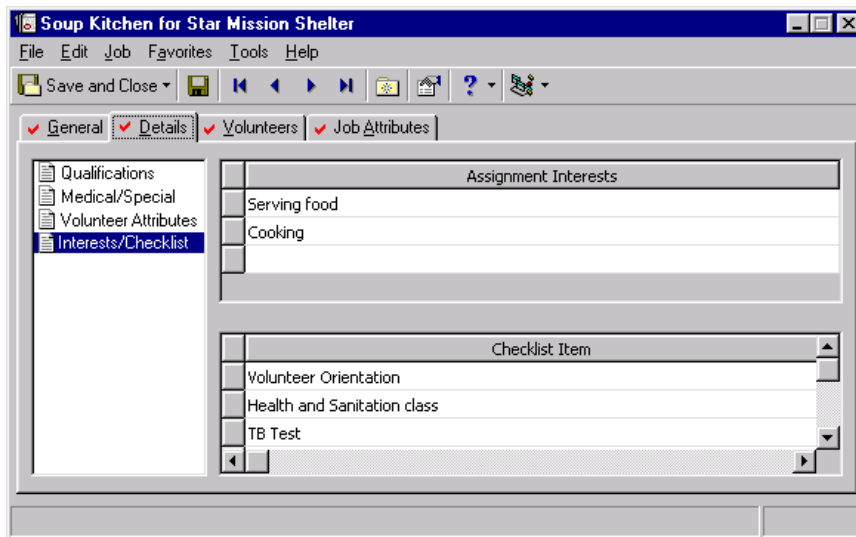 Soup Kitchen for Star Mission Shelter
File Edit Job Favorites Tools Help
Save and Close ?
General Details Volunteers Job Attributes
Qualifications
Medical/Special
Volunteer Attributes
Interests/Checklist
Assignment Interests
Serving food
Cooking
Checklist Item
Volunteer Orientation
Health and Sanitation class
TB Test